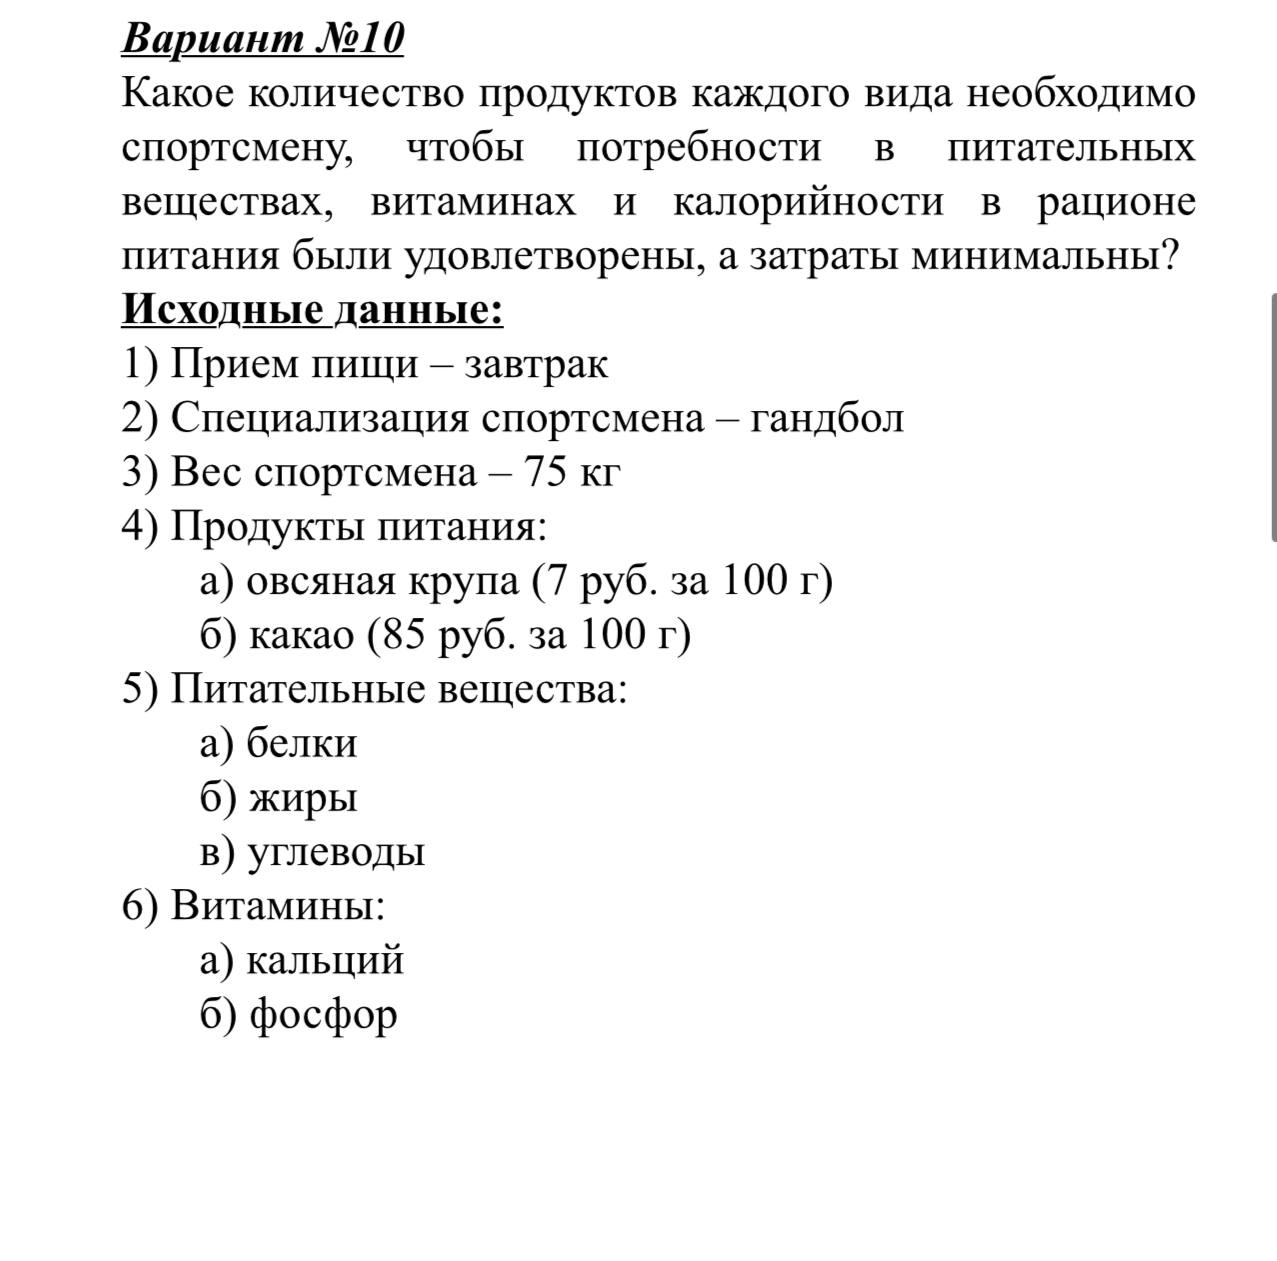 Вариант №10
Какое количество продуктов каждого вида необходимо
спортсмену, чтобы потребности в питательных
веществах, витаминах и калорийности в рационе
питания были удовлетворены, а затраты минимальны?
Исходные данные:
1) Прием пищи – завтрак
2) Специализация спортсмена – гандбол
3) Вес спортсмена – 75 кг
4) Продукты питания:
а) овсяная крупа (7 руб. за 100 г)
б) какао (85 руб. за 100 г)
5) Питательные вещества:
а) белки
б) жиры
в) углеводы
6) Витамины:
а) кальций
б) фосфор